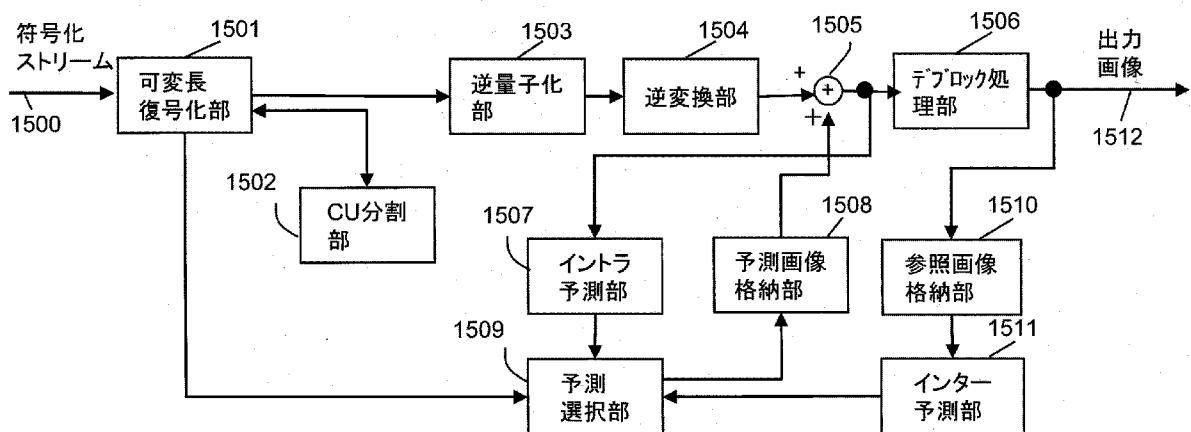 符号化
ストリーム
1500
1501
可変長
復号化部
1502
CU分割
部
1503
逆量子化
部
1504
逆変換部
1505
+
+
+
1506
デブロック処
理部
出力
画像
1512
1507
イントラ
予測部
1508
予測画像
格納部
1510
参照画像
格納部
1509
予測
選択部
1511
インター
予測部